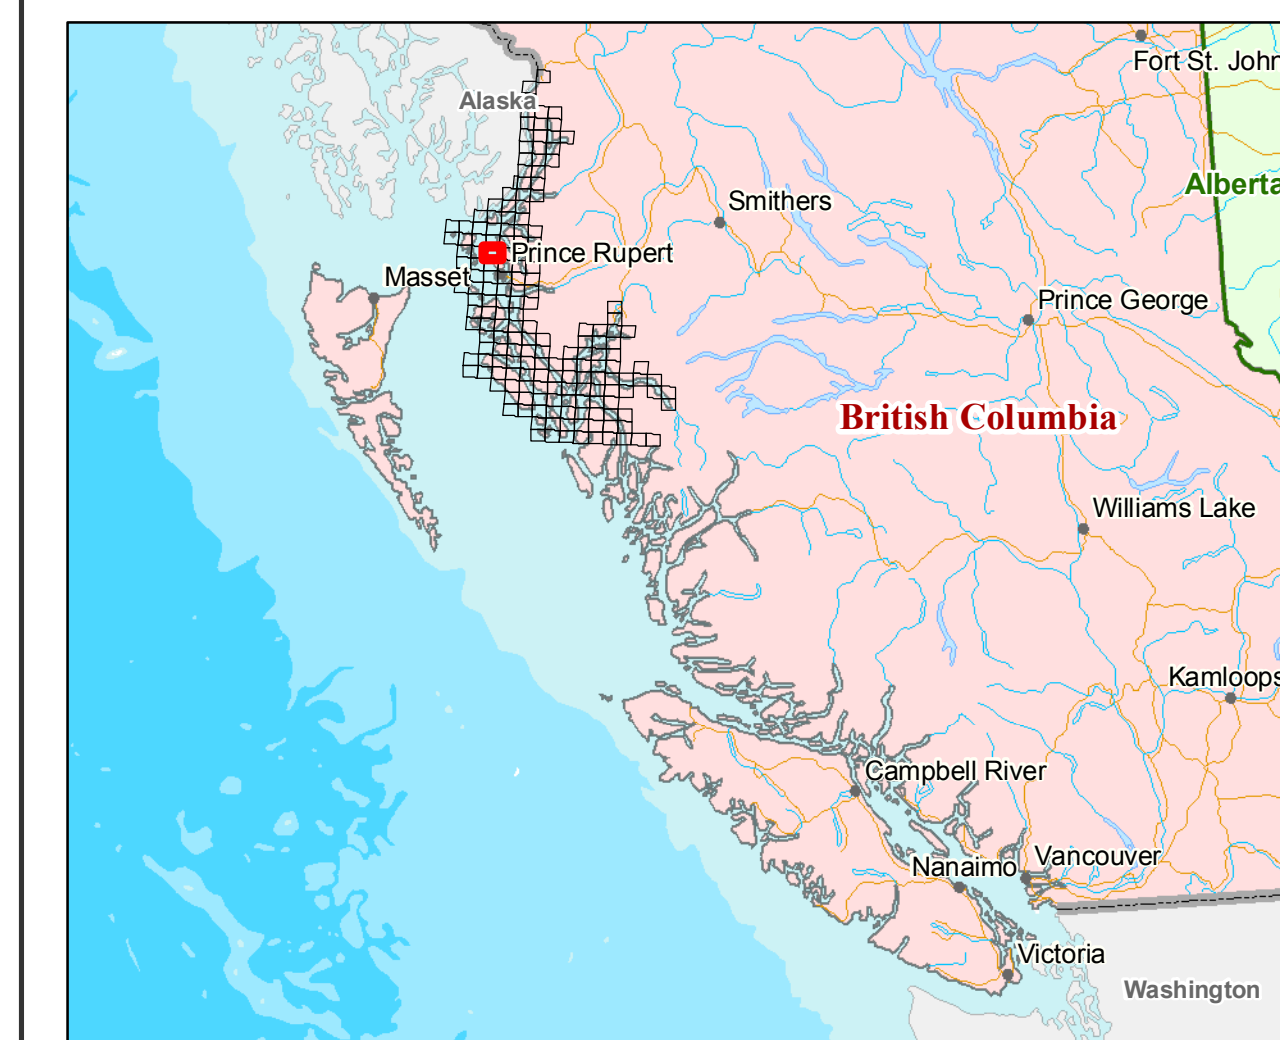 Fort St. John
Alaska
Alberta
Smithers
Prince Rupert
Masset
Prince George
British Columbia
Williams Lake
Kamloops
Campbell River
Vancouver
Nanaimo
Victoria
Washington